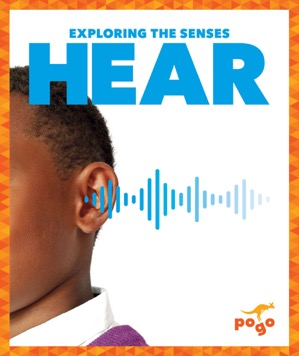 EXPLORING THE SENSES
HEAR
pogo